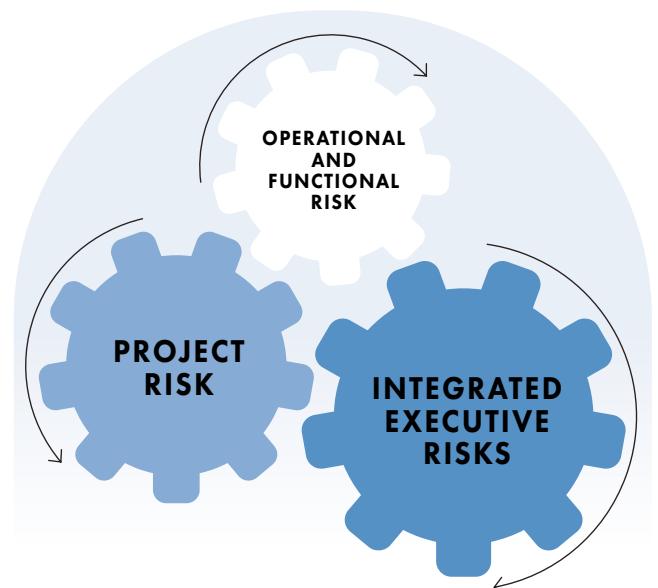 OPERATIONAL
AND
FUNCTIONAL
RISK
PROJECT
RISK
INTEGRATED
EXECUTIVE
RISKS